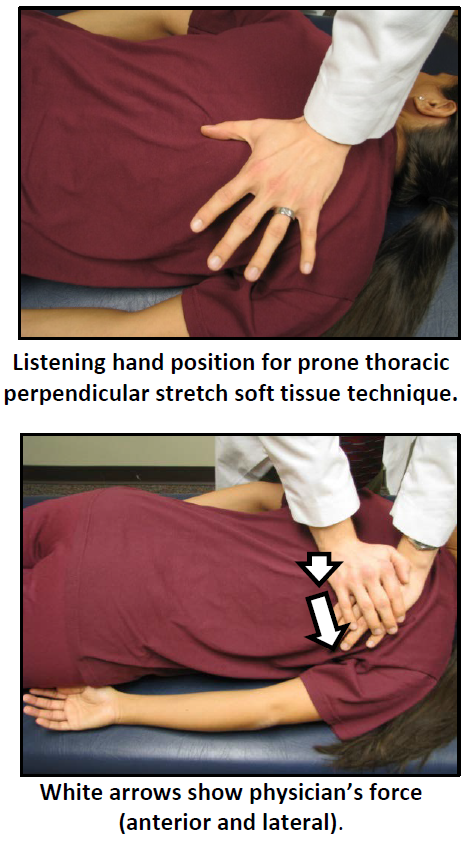 Listening hand position for prone thoracic
perpendicular stretch soft tissue technique.
White arrows show physician’s force
(anterior and lateral).